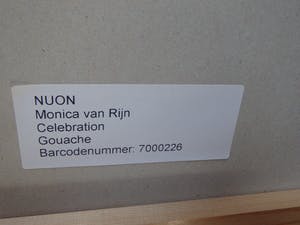 NUON
Monica van Rijn
Celebration
Gouache
Barcodenummer: 7000226